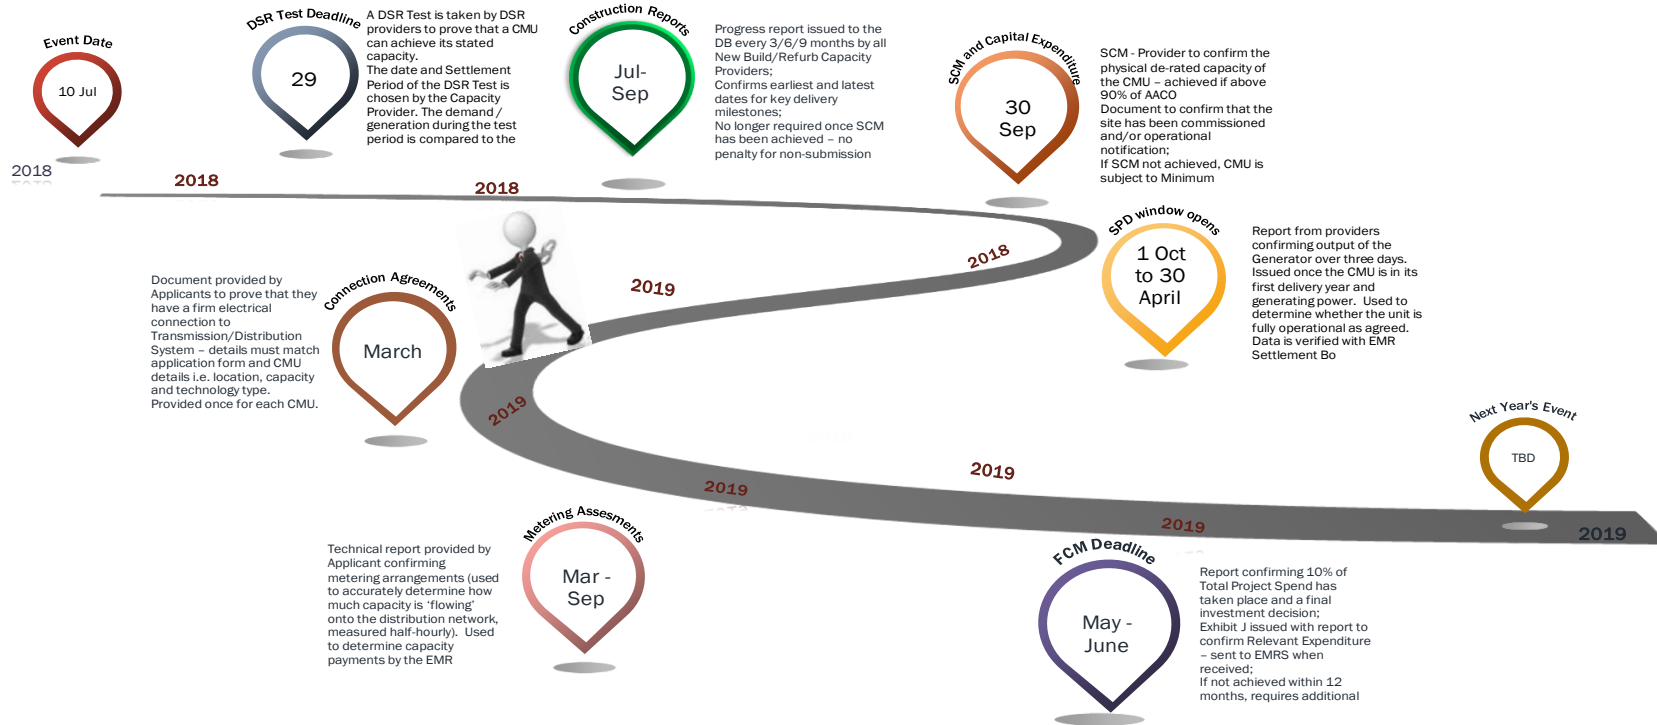 Event Date
10 Jul
2018
DSR Test Deadline
29
A DSR Test is taken by DSR
providers to prove that a CMU
can achieve its stated
capacity.
The date and Settlement
Period of the DSR Test is
chosen by the Capacity
Provider. The demand /
generation during the test
period is compared to the
Construction Reports
Jul-
Sep
Progress report issued to the
DB every 3/6/9 months by all
New Build/Refurb Capacity
Providers;
Confirms earliest and latest
dates for key delivery
milestones;
No longer required once SCM
has been achieved – no
penalty for non-submission
SCM and Capital Expenditure
30
Sep
SCM - Provider to confirm the
physical de-rated capacity of
the CMU – achieved if above
90% of AACO
Document to confirm that the
site has been commissioned
and/or operational
notification;
If SCM not achieved, CMU is
subject to Minimum
2018
2018
2018
SPD window opens
1 Oct
to 30
April
Report from providers
confirming output of the
Generator over three days.
Issued once the CMU is in its
first delivery year and
generating power. Used to
determine whether the unit is
fully operational as agreed.
Data is verified with EMR
Settlement Bo
2019
Document provided by
Applicants to prove that they
have a firm electrical
connection to
Transmission/Distribution
System – details must match
application form and CMU
details i.e. location, capacity
and technology type.
Provided once for each CMU.
Connection Agreements
March
2019
2019
2019
2019
Next Year's Event
TBD
2019
Technical report provided by
Applicant confirming
metering arrangements (used
to accurately determine how
much capacity is ‘flowing’
onto the distribution network,
measured half-hourly). Used
to determine capacity
payments by the EMR
Metering Assesments
Mar -
Sep
FCM Deadline
May -
June
Report confirming 10% of
Total Project Spend has
taken place and a final
investment decision;
Exhibit J issued with report to
confirm Relevant Expenditure
– sent to EMRS when
received;
If not achieved within 12
months, requires additional